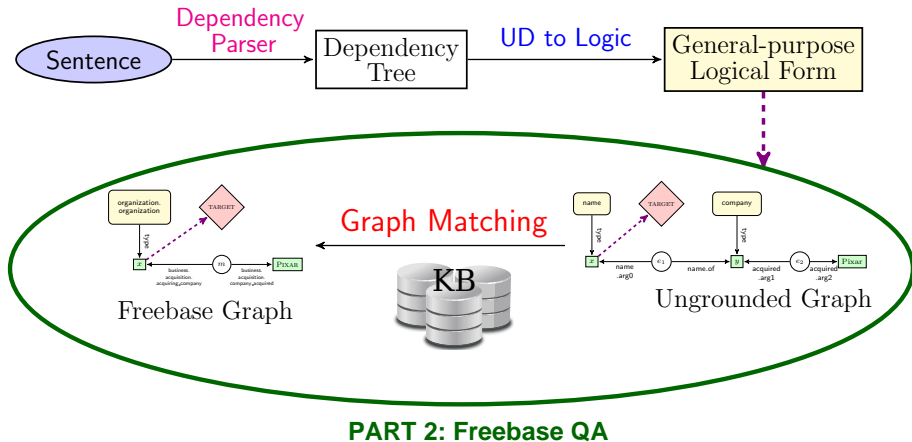 Sentence
Dependency
Parser
Dependency
Tree
UD to Logic
General-purpose
Logical Form
organization.
organization
TARGET
type
x
business.
acquisition.
acquiring_company
m
business.
acquisition.
company_acquired
PIXAR
Freebase Graph
Graph Matching
KB
name
TARGET
company
type
type
x
name
.arg0
e1
name.of
y
acquired
.arg1
e2
acquired
.arg2
Pixar
Ungrounded Graph
PART 2: Freebase QA